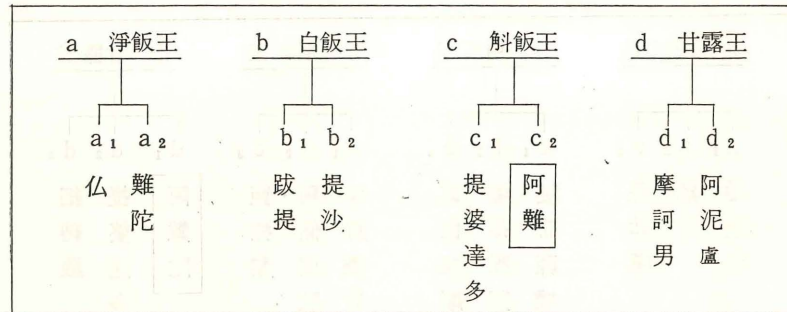 a 淨飯王 b 白飯王 c 斛飯王 d 甘露王
a₁ a₂ b₁ b₂ c₁ c₂ d₁ d₂
仏
難陀
跋提
提沙
提婆達多
阿難
摩訶男
阿泥盧